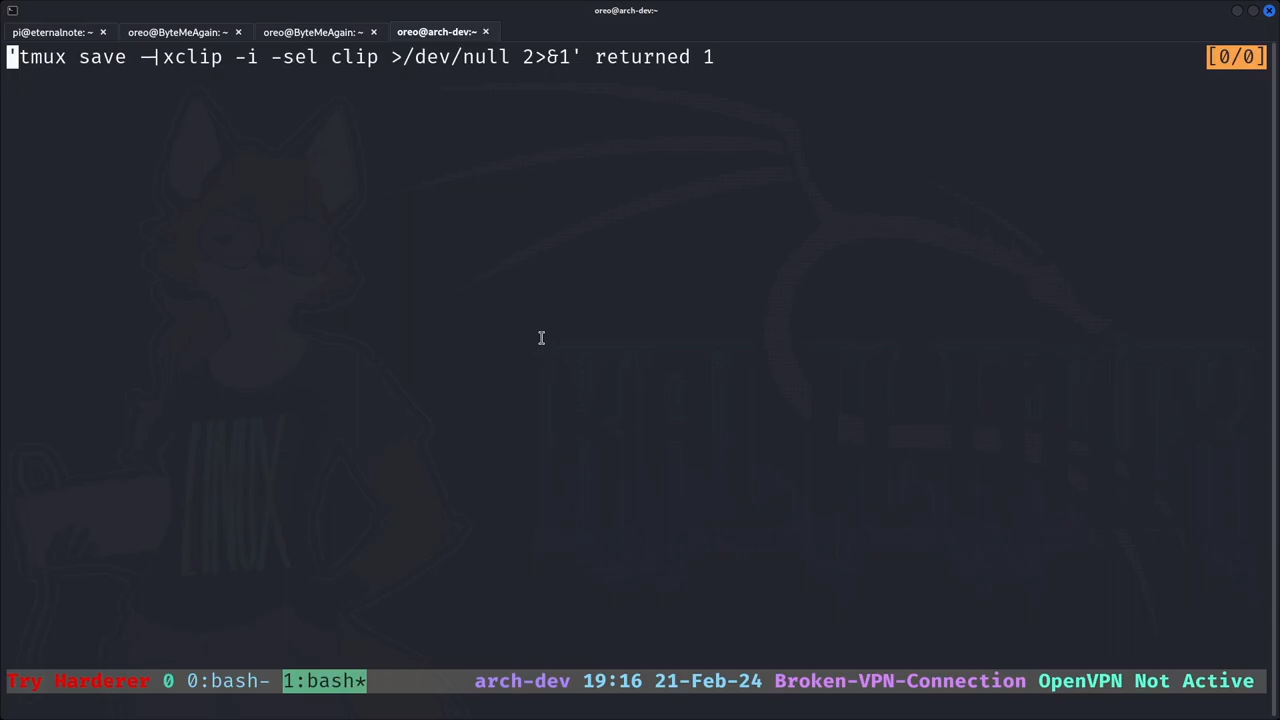 oreo@arch-dev:~
pi@eternalnote: ~ × oreo@ByteMeAgain: ~ × oreo@ByteMeAgain: ~ × oreo@arch-dev:~ ×
'tmux save -|xclip -i -sel clip >/dev/null 2>&1' returned 1 [0/0]
Try Harderer 0 0:bash- 1:bash* arch-dev 19:16 21-Feb-24 Broken-VPN-Connection OpenVPN Not Active